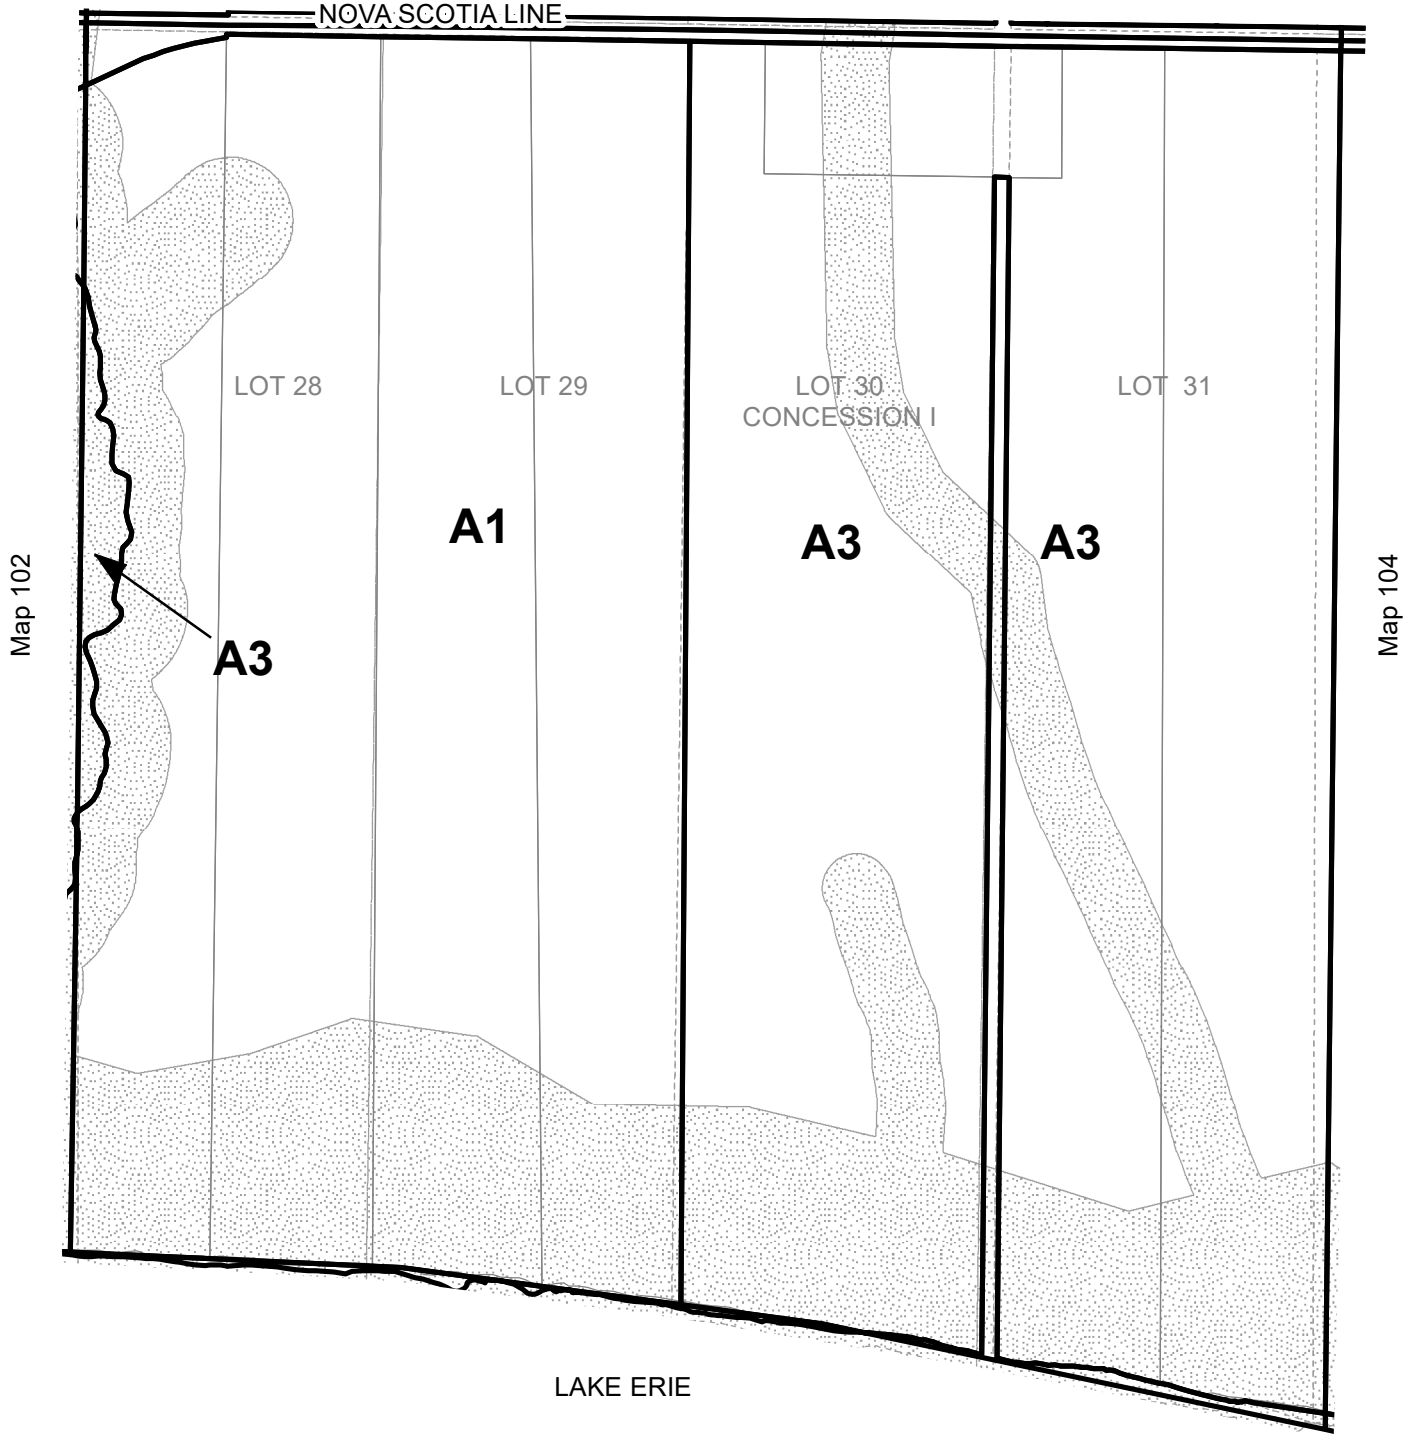 NOVA SCOTIA LINE
LOT 28
LOT 29
LOT 30
CONCESSION I
LOT 31
A1
A3
A3
A3
Map 102
Map 104
LAKE ERIE